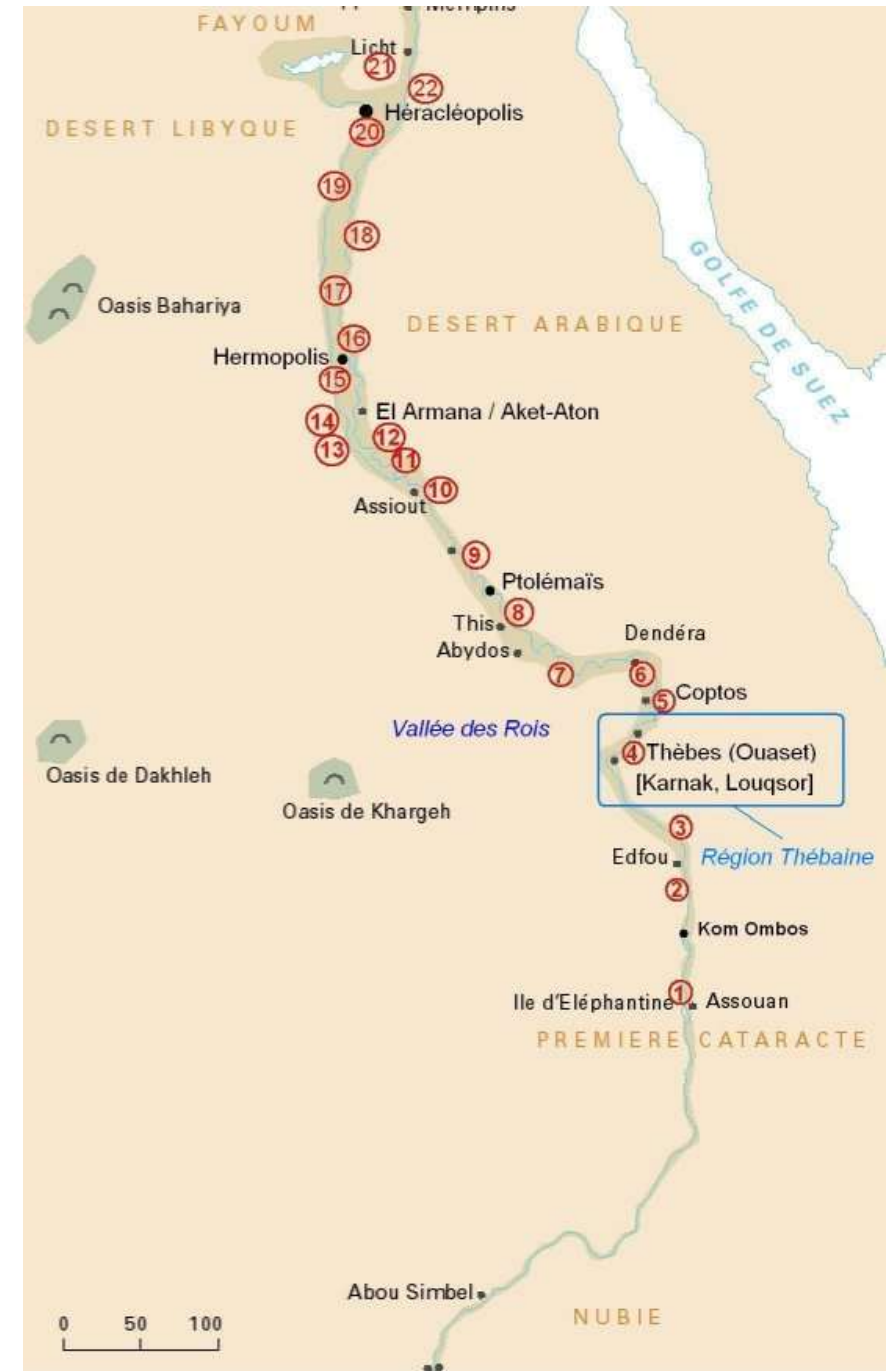 FAYOUM
Licht
21
22
Héracléopolis
20
DESERT LIBYQUE
19
18
GOLFE DE SUEZ
17
Oasis Bahariya
DESERT ARABIQUE
16
Hermopolis
15
El Armana / Aket-Aton
14
12
13
11
10
Assiout
9
Ptolémaïs
8
This
Dendéra
Abydos
7
6
5
Coptos
Vallée des Rois
4
Thèbes (Ouaset)
[Karnak, Louqsor]
Oasis de Dakhleh
Oasis de Khargeh
3
Edfou
Région Thébaine
2
Kom Ombos
1
Ile d'Eléphantine
Assouan
PREMIERE CATARACTE
Abou Simbel
NUBIE
0 50 100